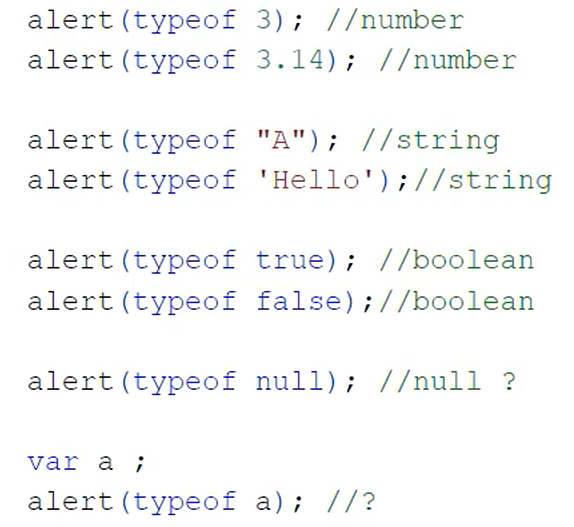 alert(typeof 3); //number
alert(typeof 3.14); //number
alert(typeof "A"); //string
alert(typeof 'Hello');//string
alert(typeof true); //boolean
alert(typeof false);//boolean
alert(typeof null); //null ?
var a ;
alert(typeof a); //?